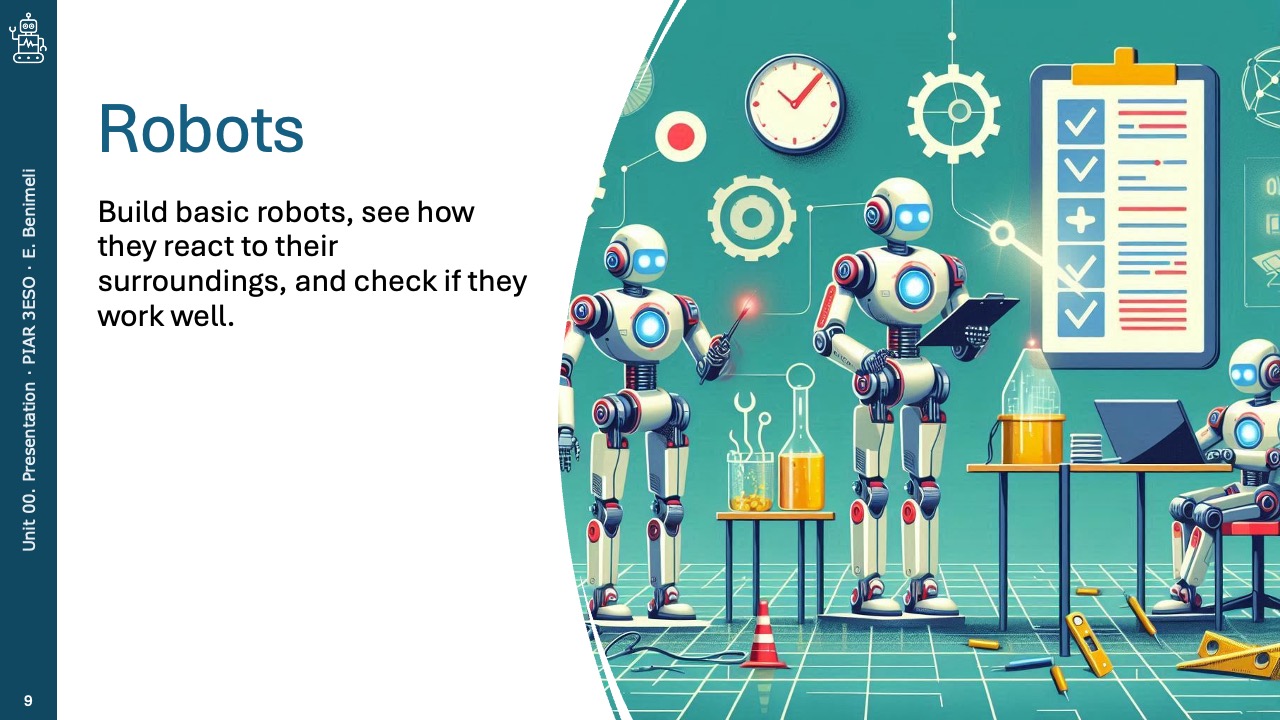 Robots
Build basic robots, see how
they react to their
surroundings, and check if they
work well.
Unit 00. Presentation · PIAR 3ESO · E. Benimeli
9